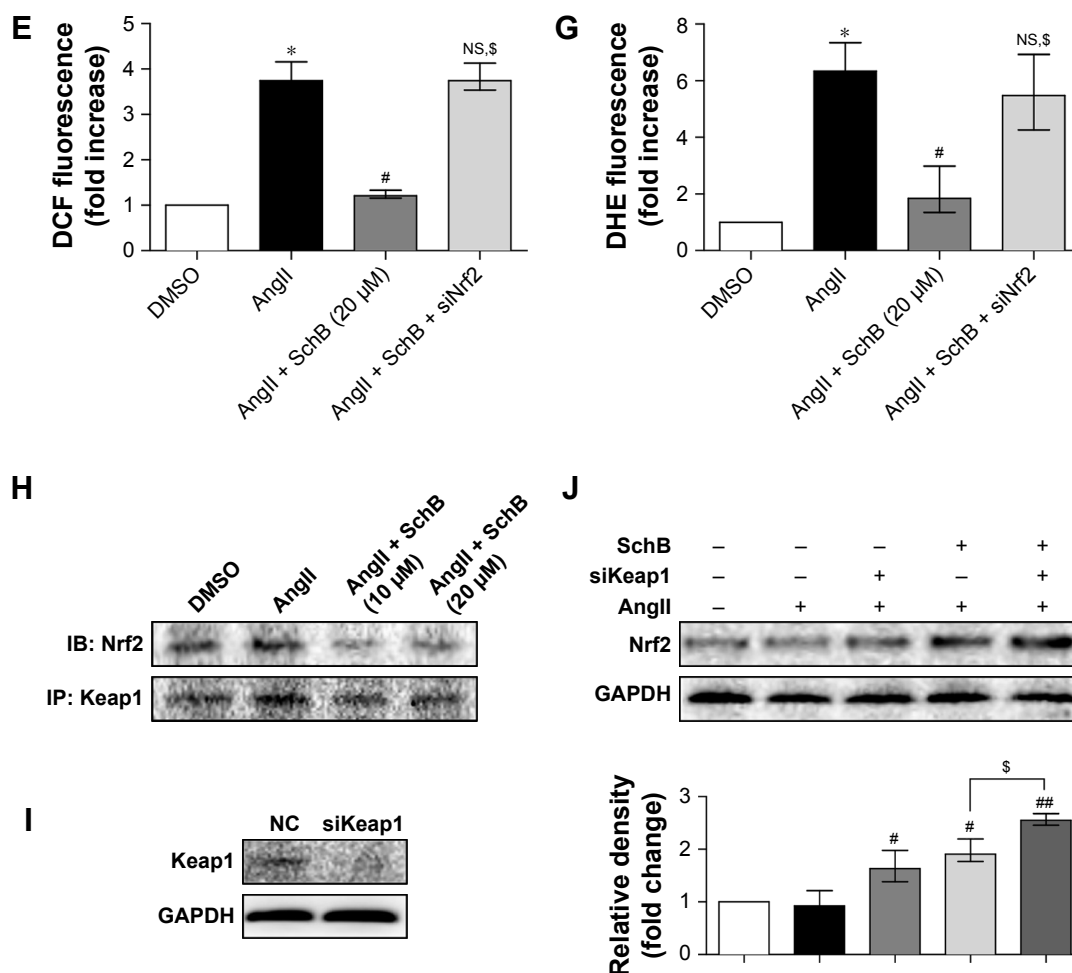 E
DCF fluorescence
(fold increase)
5
4
3
2
1
0
*
#
NS,$
DMSO
AngII
AngII + SchB (20 µM)
AngII + SchB + siNrf2
G
DHE fluorescence
(fold increase)
8
6
4
2
0
*
#
NS,$
DMSO
AngII
AngII + SchB (20 µM)
AngII + SchB + siNrf2
H
DMSO
AngII
AngII + SchB
(10 µM)
AngII + SchB
(20 µM)
IB: Nrf2
IP: Keap1
J
SchB – – – + +
siKeap1 – – + – +
AngII – + + + +
Nrf2
GAPDH
I
NC siKeap1
Keap1
GAPDH
Relative density
(fold change)
3
2
1
0
#
#
$
##